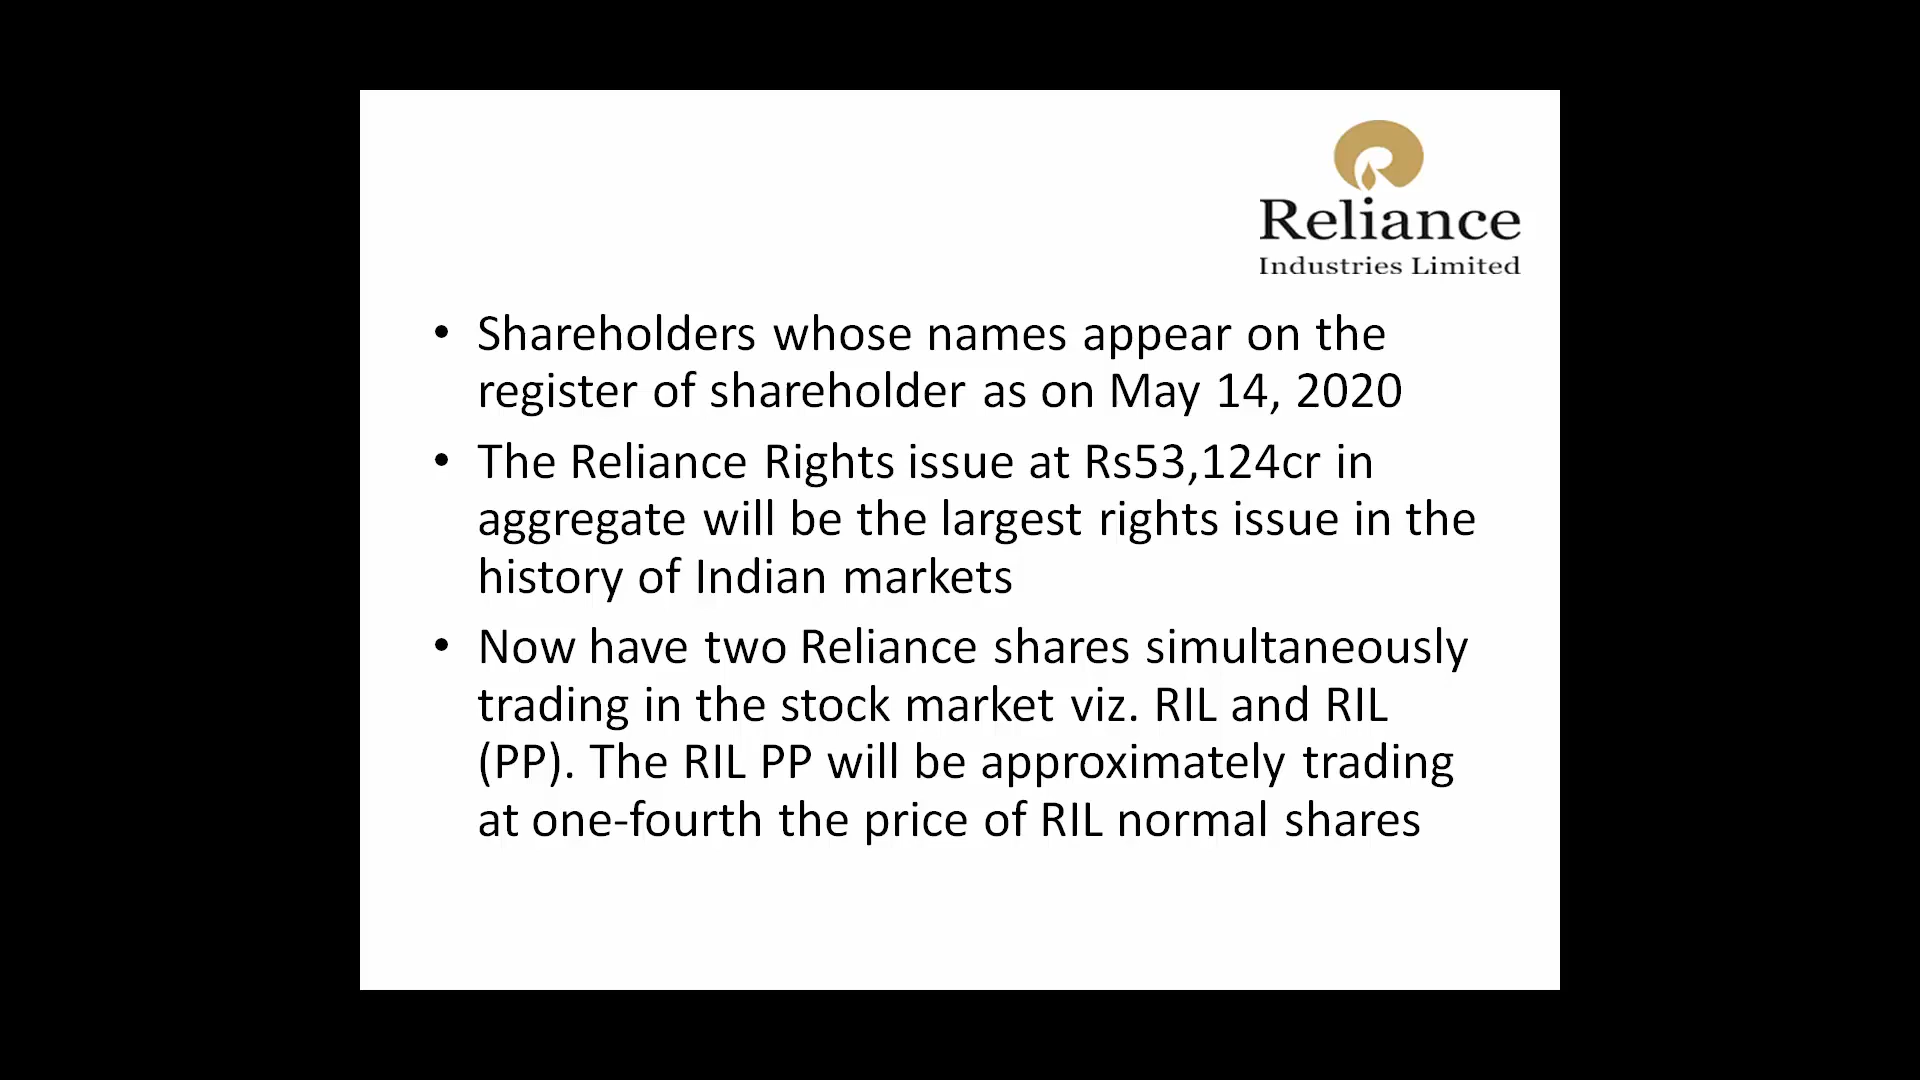 Reliance
Industries Limited
• Shareholders whose names appear on the
register of shareholder as on May 14, 2020
• The Reliance Rights issue at Rs53,124cr in
aggregate will be the largest rights issue in the
history of Indian markets
• Now have two Reliance shares simultaneously
trading in the stock market viz. RIL and RIL
(PP). The RIL PP will be approximately trading
at one-fourth the price of RIL normal shares